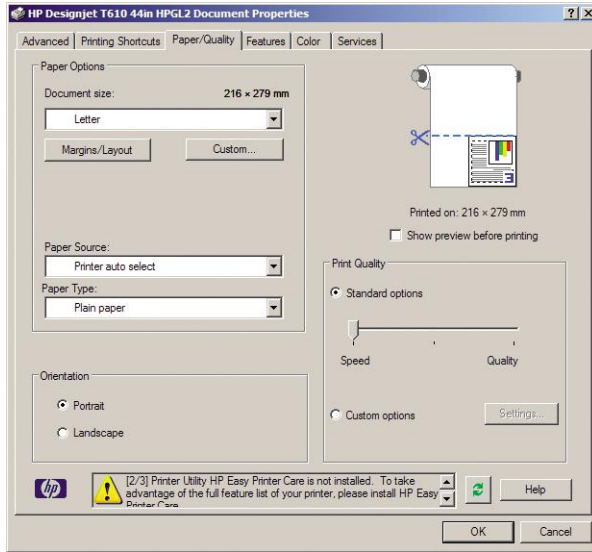 HP Designjet T610 44in HPGL2 Document Properties
Advanced Printing Shortcuts Paper/Quality Features Color Services
Paper Options
Document size: 216 × 279 mm
Letter
Margins/Layout Custom...
Paper Source:
Printer auto select
Paper Type:
Plain paper
Orientation
Portrait
Landscape
3
Printed on: 216 × 279 mm
Show preview before printing
Print Quality
Standard options
Speed Quality
Custom options Settings...
hp
[2/3] Printer Utility HP Easy Printer Care is not installed. To take
advantage of the full feature list of your printer, please install HP Easy
Printer Care
Help
OK Cancel